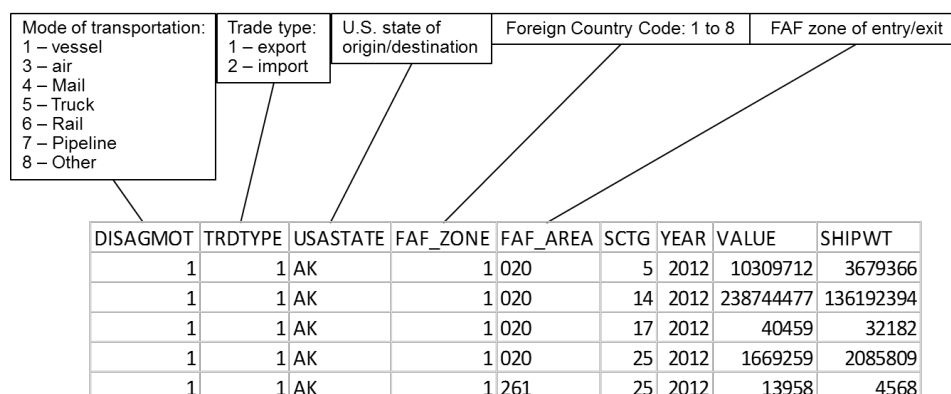 Mode of transportation:
1 – vessel
3 – air
4 – Mail
5 – Truck
6 – Rail
7 – Pipeline
8 – Other
Trade type:
1 – export
2 – import
U.S. state of
origin/destination
Foreign Country Code: 1 to 8
FAF zone of entry/exit
DISAGMOT TRDTYPE USASTATE FAF_ZONE FAF_AREA SCTG YEAR VALUE SHIPWT
1 1 AK 1 020 5 2012 10309712 3679366
1 1 AK 1 020 14 2012 238744477 136192394
1 1 AK 1 020 17 2012 40459 32182
1 1 AK 1 020 25 2012 1669259 2085809
1 1 AK 1 261 25 2012 13958 4568